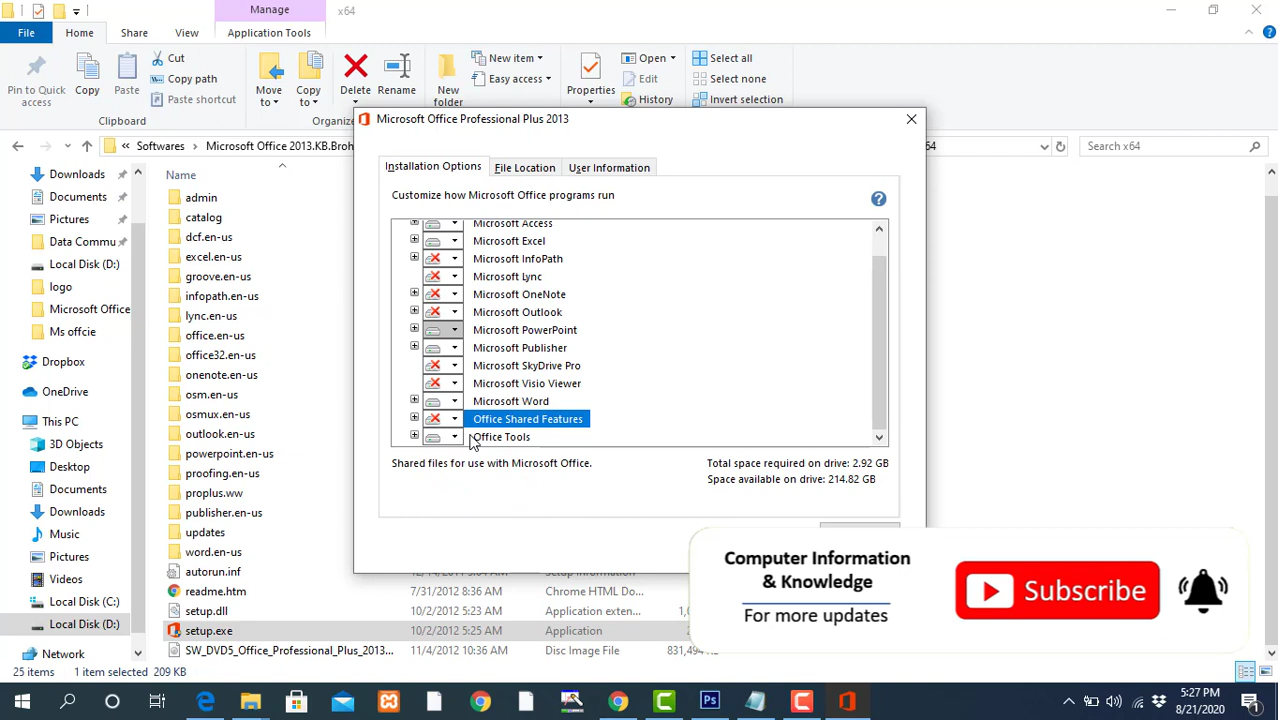 Manage
x64
File
Home
Share
View
Application Tools
Pin to Quick
access
Copy
Paste
Cut
Copy path
Paste shortcut
Clipboard
Move
to
Copy
to
Delete
Rename
Organiz
New
folder
New item
Easy access
Properties
Open
Edit
History
Select all
Select none
Invert selection
« Softwares › Microsoft Office 2013.KB.Broh
64
Search x64
Downloads
Documents
Pictures
Data Commu
Local Disk (D:)
logo
Microsoft Office
Ms offcie
Dropbox
OneDrive
This PC
3D Objects
Desktop
Documents
Downloads
Music
Pictures
Videos
Local Disk (C:)
Local Disk (D:)
Network
Name
admin
catalog
dcf.en-us
excel.en-us
groove.en-us
infopath.en-us
lync.en-us
office.en-us
office32.en-us
onenote.en-us
osm.en-us
osmux.en-us
outlook.en-us
powerpoint.en-us
proofing.en-us
proplus.ww
publisher.en-us
updates
word.en-us
autorun.inf
readme.htm 7/31/2012 8:36 AM Chrome HTML Do...
setup.dll 10/2/2012 5:25 AM Application exten...
setup.exe 10/2/2012 5:25 AM Application
SW_DVD5_Office_Professional_Plus_2013... 11/4/2012 10:36 AM Disc Image File 831,494
Microsoft Office Professional Plus 2013
Installation Options
File Location
User Information
Customize how Microsoft Office programs run
Microsoft Access
Microsoft Excel
Microsoft InfoPath
Microsoft Lync
Microsoft OneNote
Microsoft Outlook
Microsoft PowerPoint
Microsoft Publisher
Microsoft SkyDrive Pro
Microsoft Visio Viewer
Microsoft Word
Office Shared Features
Office Tools
Shared files for use with Microsoft Office.
Total space required on drive: 2.92 GB
Space available on drive: 214.82 GB
Computer Information
& Knowledge
For more updates
Subscribe
25 items
1 item selected 209 KB
5:27 PM
8/21/2020